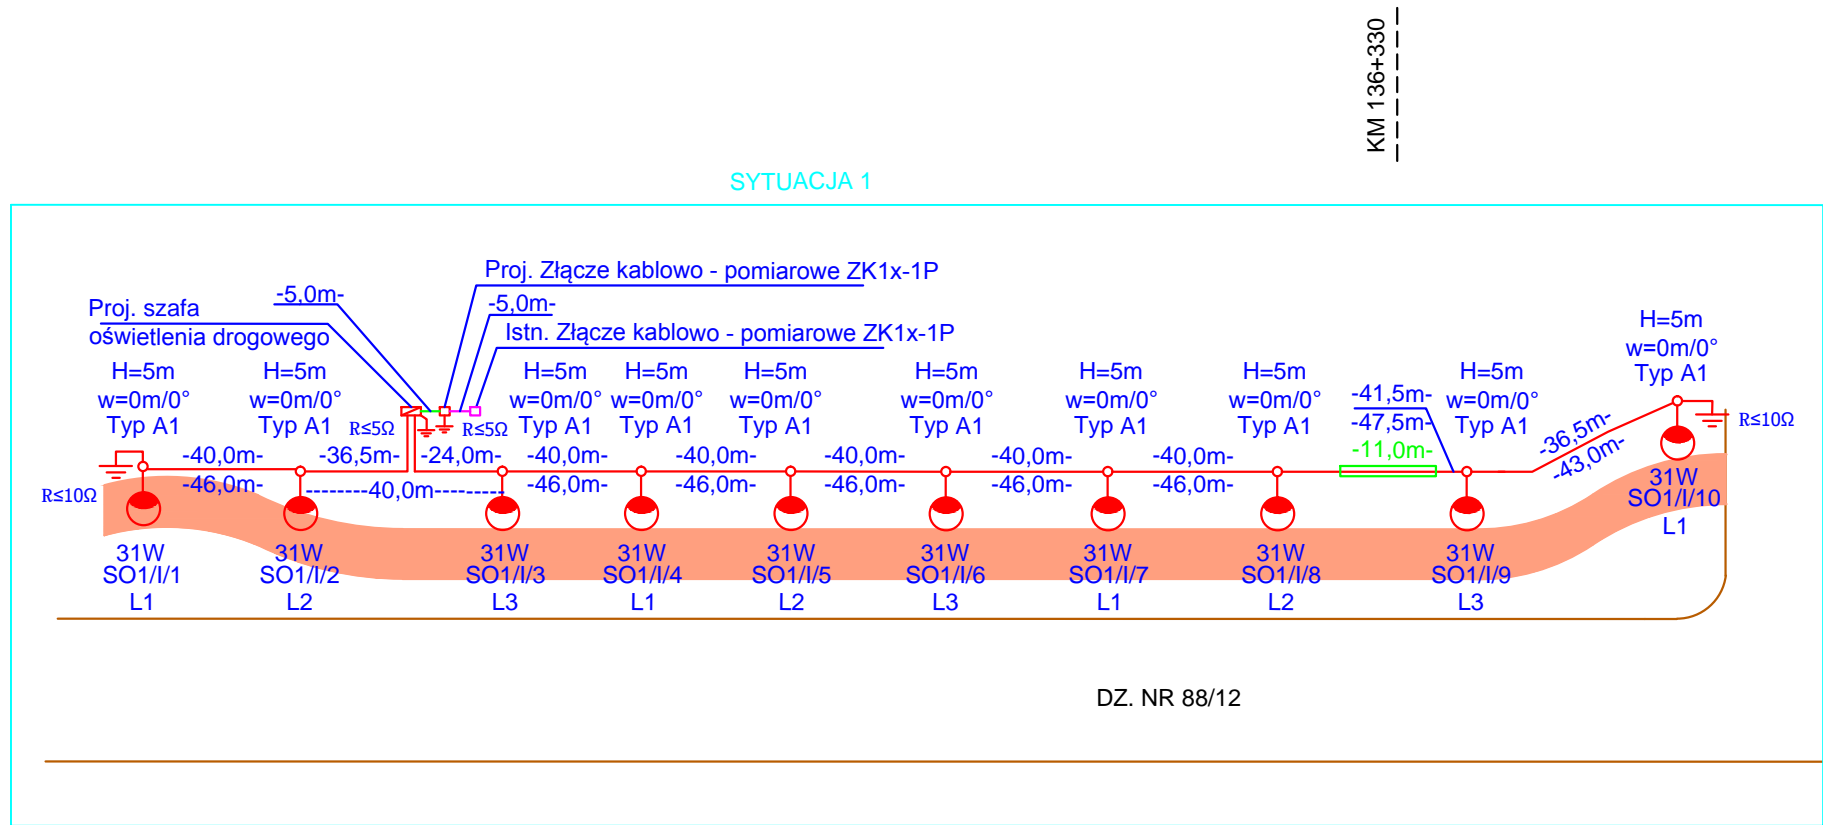 KM 136+330
SYTUACJA 1
Proj. Złącze kablowo - pomiarowe ZK1x-1P
-5,0m-
-5,0m-
Proj. szafa
oświetlenia drogowego
Istn. Złącze kablowo - pomiarowe ZK1x-1P
H=5m
w=0m/0°
Typ A1
H=5m
w=0m/0°
Typ A1
H=5m
w=0m/0°
Typ A1
H=5m
w=0m/0°
Typ A1
H=5m
w=0m/0°
Typ A1
H=5m
w=0m/0°
Typ A1
H=5m
w=0m/0°
Typ A1
H=5m
w=0m/0°
Typ A1
H=5m
w=0m/0°
Typ A1
H=5m
w=0m/0°
Typ A1
R≤5Ω
R≤5Ω
R≤10Ω
R≤10Ω
-40,0m-
-46,0m-
-36,5m-
-24,0m-
-------40,0m-------
-40,0m-
-46,0m-
-40,0m-
-46,0m-
-40,0m-
-46,0m-
-40,0m-
-46,0m-
-40,0m-
-46,0m-
-41,5m-
-47,5m-
-11,0m-
-36,5m-
-43,0m-
31W
SO1/I/1
L1
31W
SO1/I/2
L2
31W
SO1/I/3
L3
31W
SO1/I/4
L1
31W
SO1/I/5
L2
31W
SO1/I/6
L3
31W
SO1/I/7
L1
31W
SO1/I/8
L2
31W
SO1/I/9
L3
31W
SO1/I/10
L1
DZ. NR 88/12